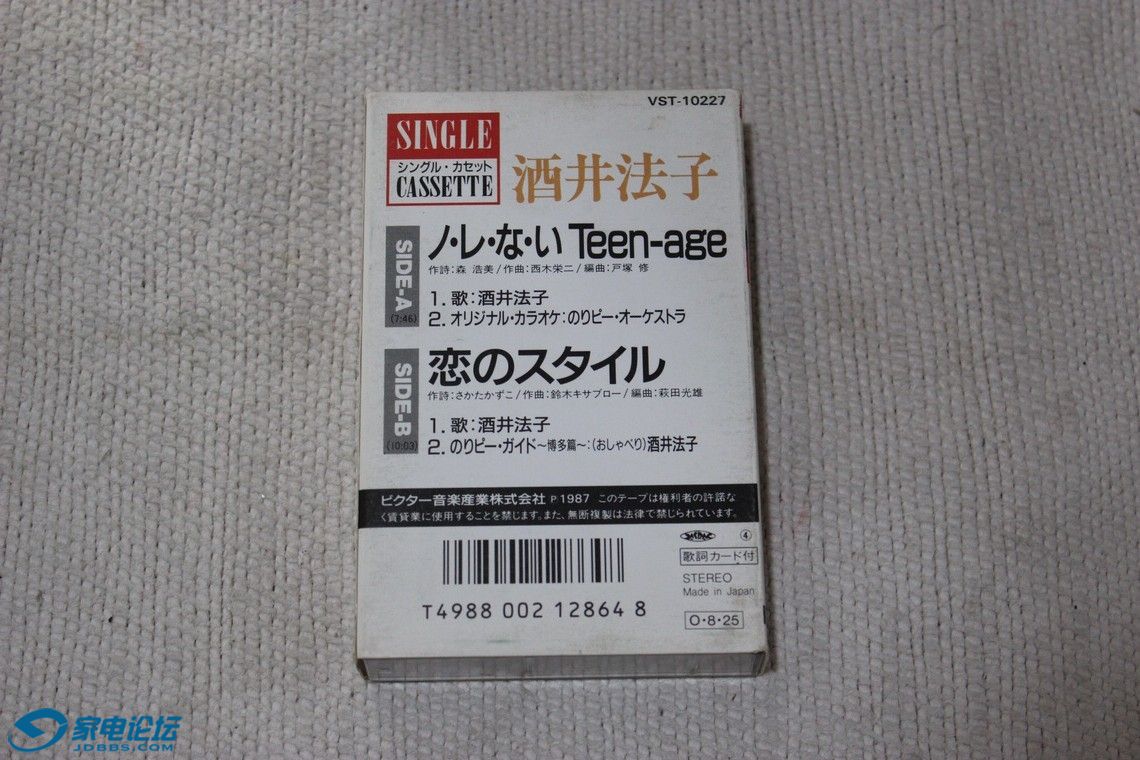 VST-10227
SINGLE
シングル・カセット
CASSETTE
酒井法子
SIDE-A
(7:46)
ノ・レ・な・い Teen-age
作詩:森 浩美/作曲:西木栄二/編曲:戸塚 修
1. 歌:酒井法子
2. オリジナル・カラオケ:のりピー・オーケストラ
SIDE-B
(10:03)
恋のスタイル
作詩:さかたかずこ/作曲:鈴木キサブロー/編曲:萩田光雄
1. 歌:酒井法子
2. のりピー・ガイド〜博多篇〜:(おしゃべり)酒井法子
ビクター音楽産業株式会社 P 1987 このテープは権利者の許諾な
く賃貸業に使用することを禁じます。また、無断複製は法律で禁じられています。
④
歌詞カード付
STEREO
Made in Japan
T4988 002 12864 8
O・8・25
家电论坛
JDBBS.COM